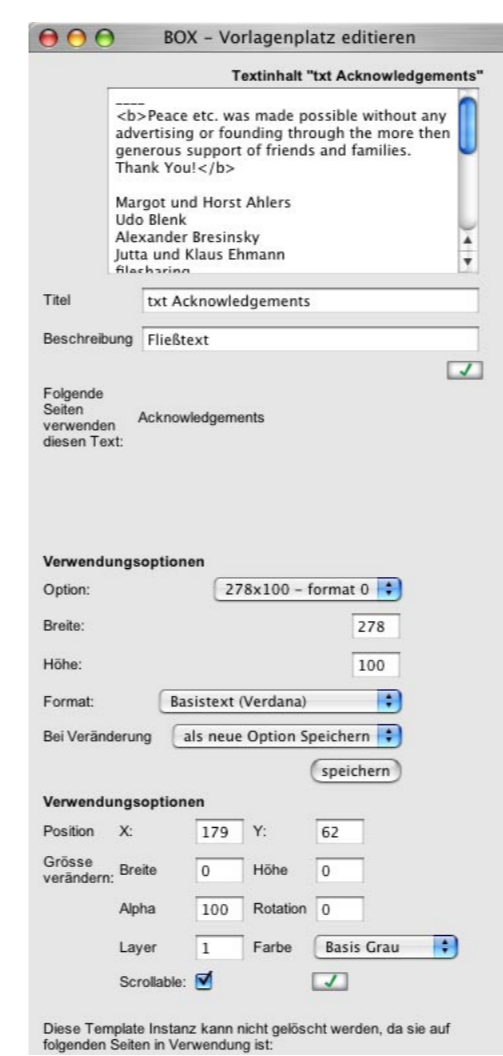 BOX - Vorlagenplatz editieren
Textinhalt "txt Acknowledgements"
____
<b>Peace etc. was made possible without any
advertising or founding through the more then
generous support of friends and families.
Thank You!</b>
Margot und Horst Ahlers
Udo Blenk
Alexander Bresinsky
Jutta und Klaus Ehmann
filesharing
Titel txt Acknowledgements
Beschreibung Fließtext
Folgende
Seiten
verwenden
diesen Text:
Acknowledgements
Verwendungsoptionen
Option: 278x100 - format 0
Breite: 278
Höhe: 100
Format: Basistext (Verdana)
Bei Veränderung als neue Option Speichern
speichern
Verwendungsoptionen
Position X: 179 Y: 62
Grösse
verändern:
Breite 0 Höhe 0
Alpha 100 Rotation 0
Layer 1 Farbe Basis Grau
Scrollable:
Diese Template Instanz kann nicht gelöscht werden, da sie auf
folgenden Seiten in Verwendung ist: